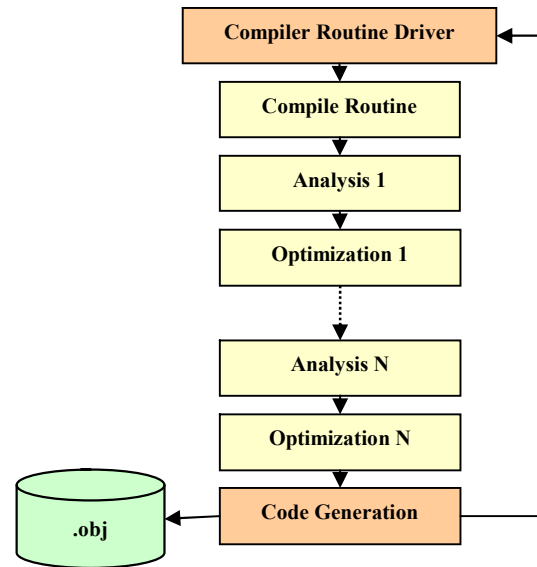 Compiler Routine Driver
Compile Routine
Analysis 1
Optimization 1
Analysis N
Optimization N
Code Generation
.obj